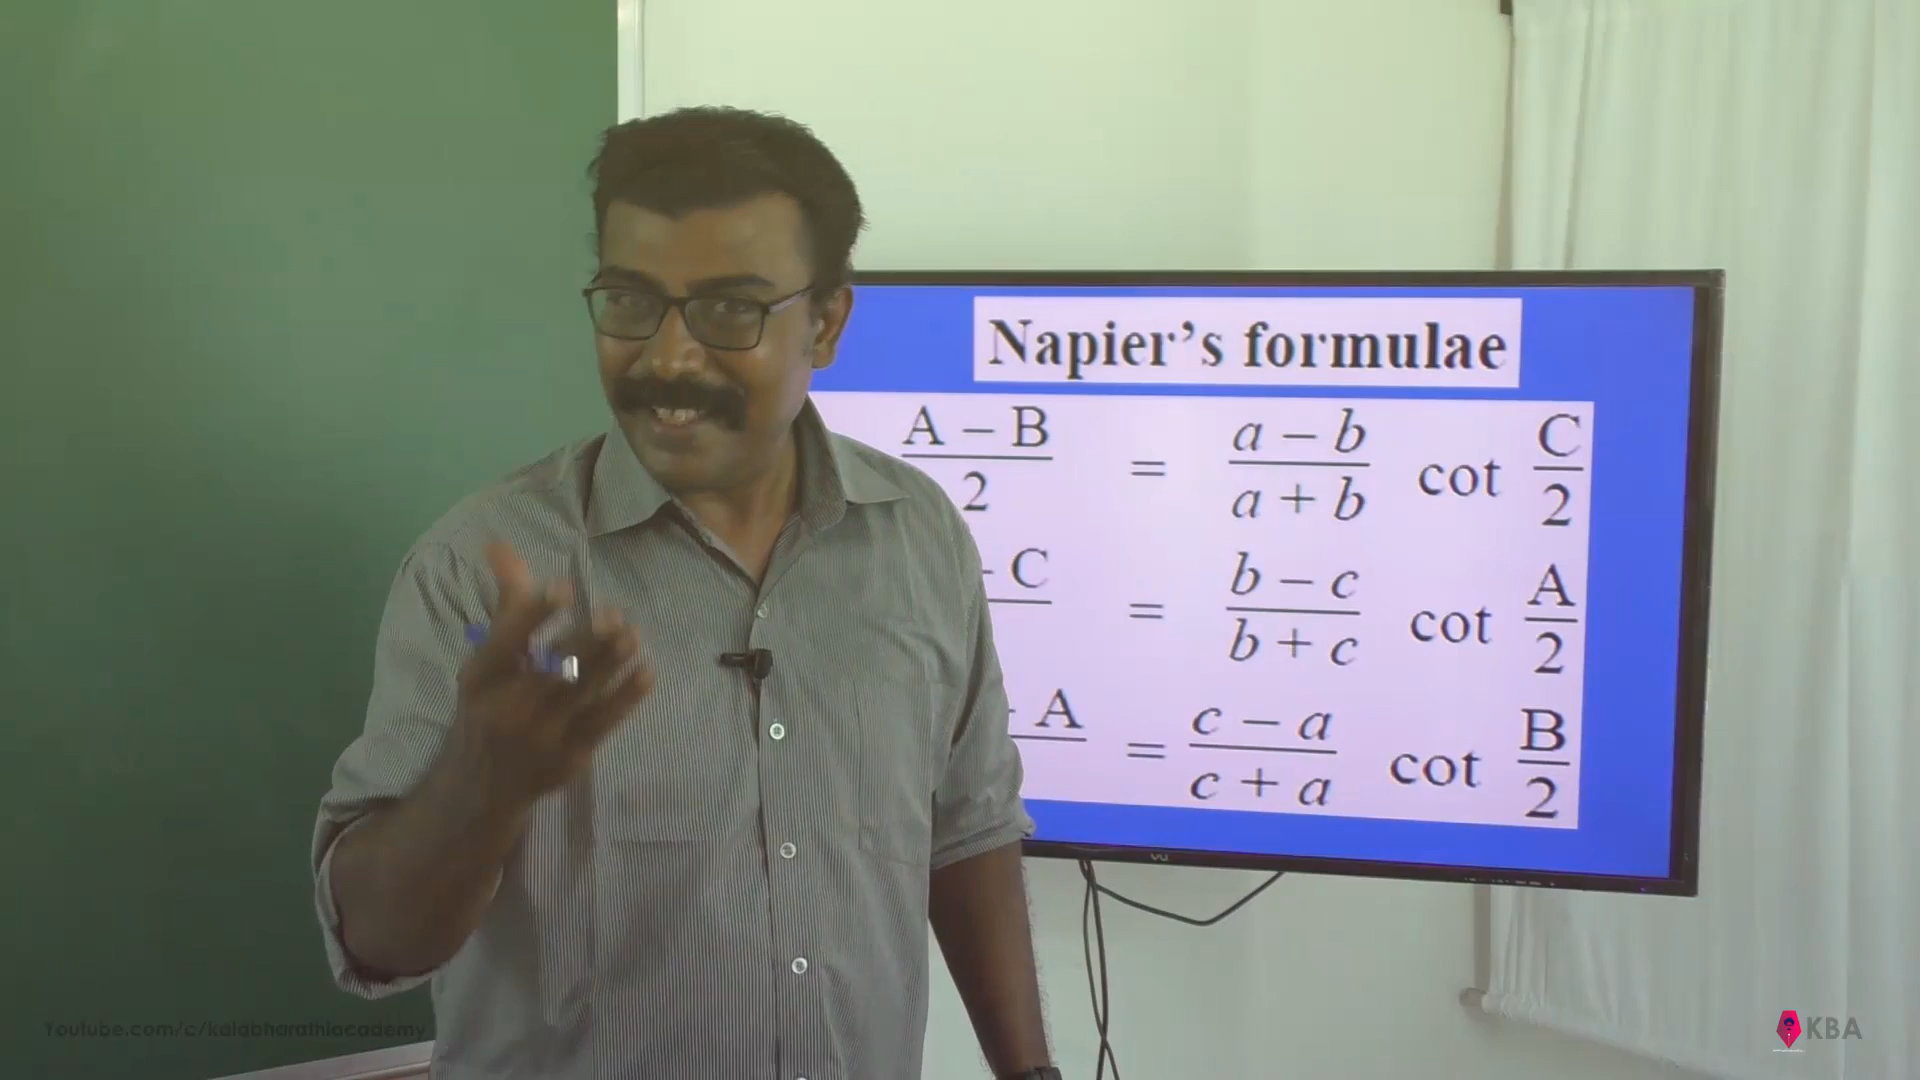 Napier's formulae
A – B
2
=
a – b
a + b
cot
C
2
- C
=
b – c
b + c
cot
A
2
- A
=
c – a
c + a
cot
B
2
Youtube.com/c/kalabharathiacademy
KBA